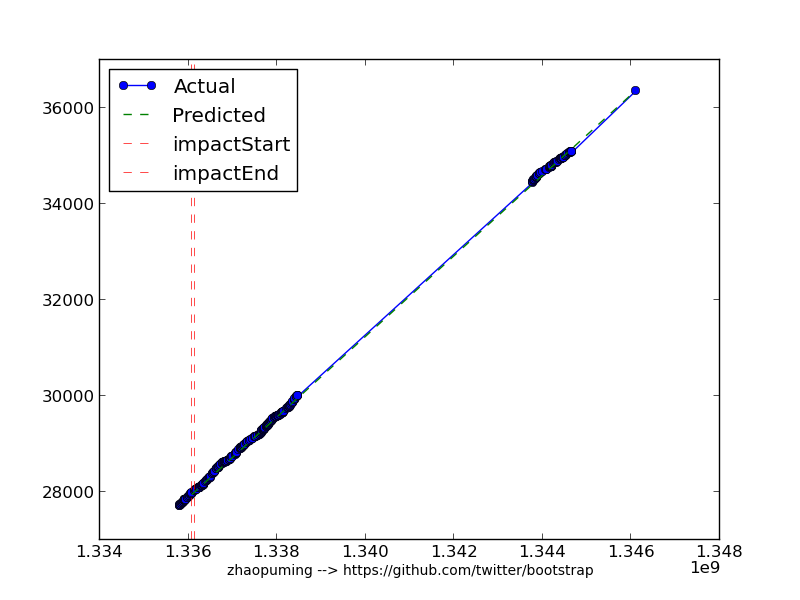 Actual
Predicted
impactStart
impactEnd
36000
34000
32000
30000
28000
1.334 1.336 1.338 1.340 1.342 1.344 1.346 1.348
1e9
zhaopuming --> https://github.com/twitter/bootstrap